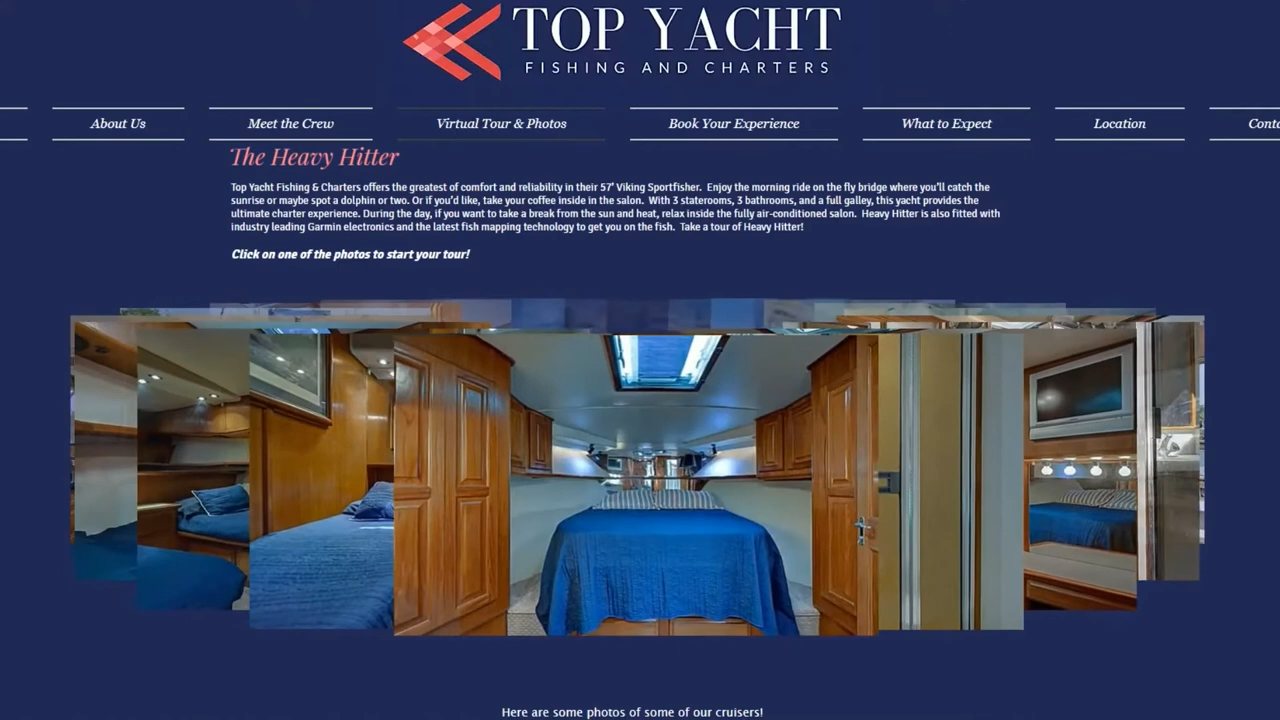 TOP YACHT
FISHING AND CHARTERS
About Us
Meet the Crew
Virtual Tour & Photos
Book Your Experience
What to Expect
Location
The Heavy Hitter
Top Yacht Fishing & Charters offers the greatest of comfort and reliability in their 57' Viking Sportfisher. Enjoy the morning ride on the fly bridge where you'll catch the
sunrise or maybe spot a dolphin or two. Or if you'd like, take your coffee inside in the salon. With 3 staterooms, 3 bathrooms, and a full galley, this yacht provides the
ultimate charter experience. During the day, if you want to take a break from the sun and heat, relax inside the fully air-conditioned salon. Heavy Hitter is also fitted with
industry leading Garmin electronics and the latest fish mapping technology to get you on the fish. Take a tour of Heavy Hitter!
Click on one of the photos to start your tour!
Here are some photos of some of our cruisers!